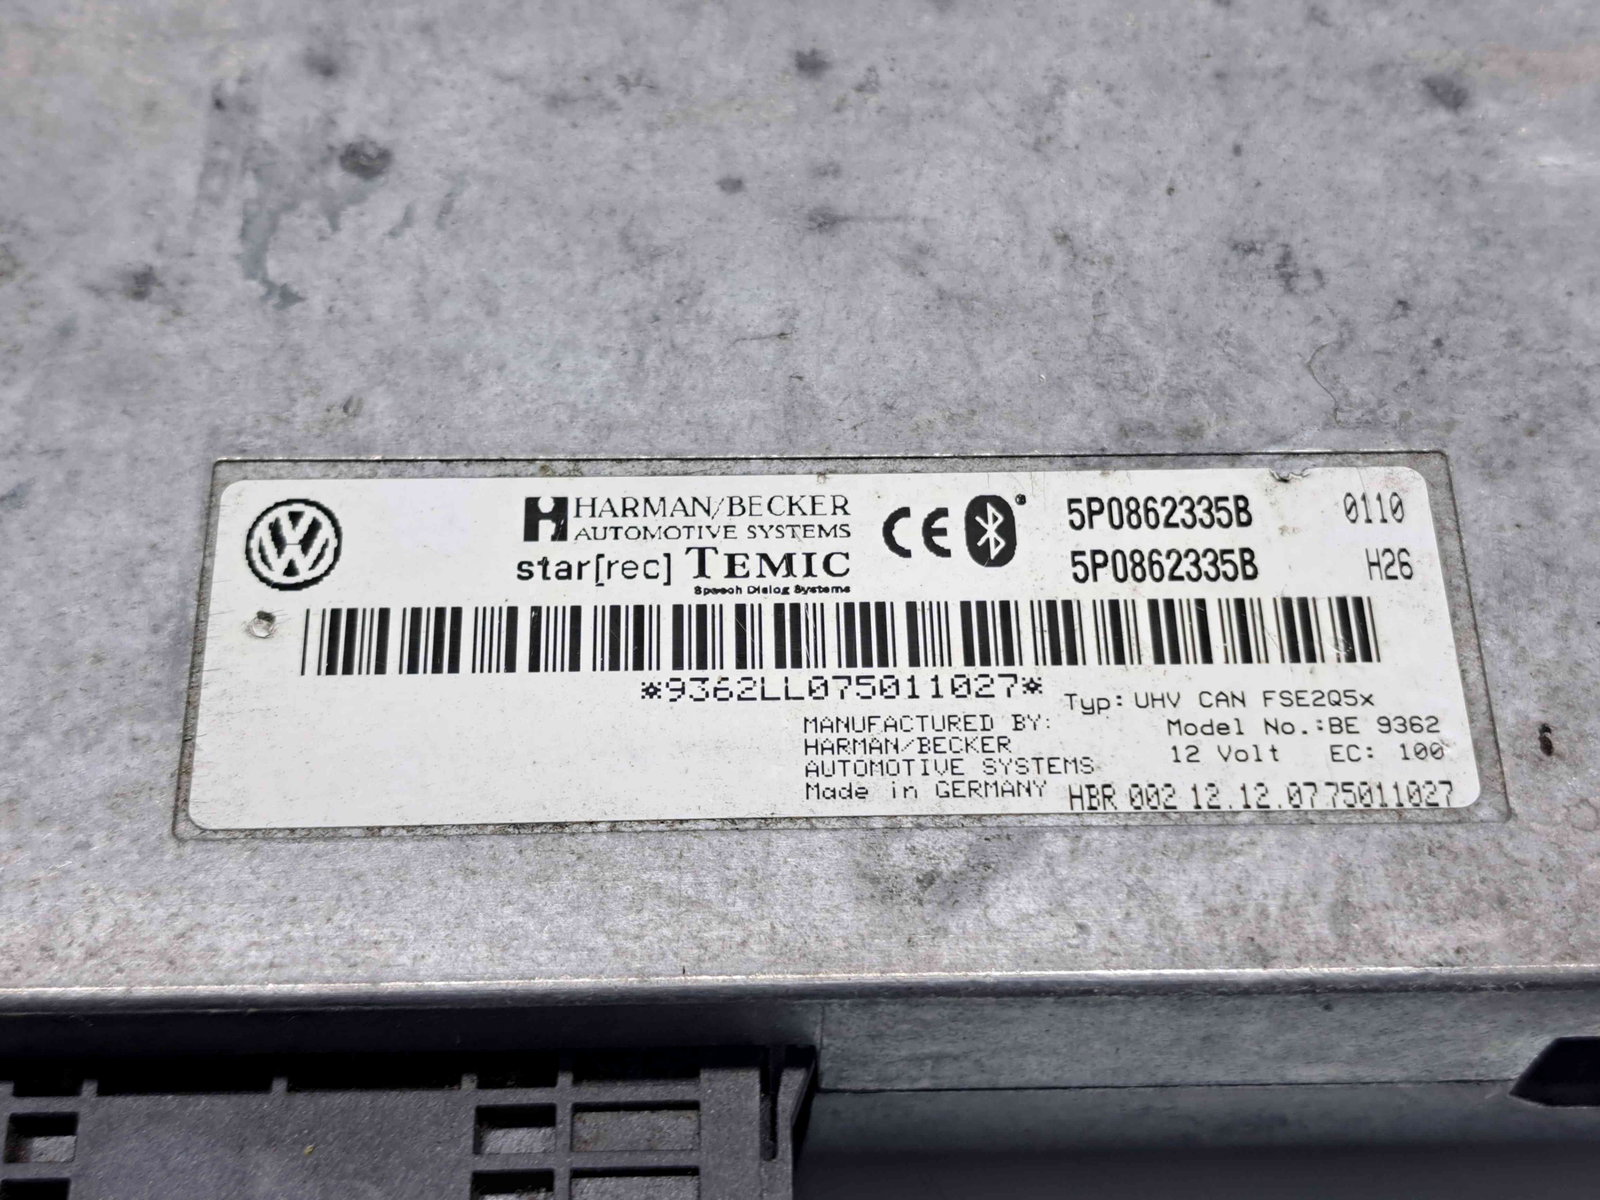 HARMAN/BECKER
AUTOMOTIVE SYSTEMS
star[rec] TEMIC
Speech Dialog Systems
CE
5P0862335B 0110
5P0862335B H26
*9362LL075011027*
Typ: UHV CAN FSE2Q5x
MANUFACTURED BY:
HARMAN/BECKER
AUTOMOTIVE SYSTEMS
Made in GERMANY
Model No.:BE 9362
12 Volt EC: 100
HBR 002 12.12.0775011027